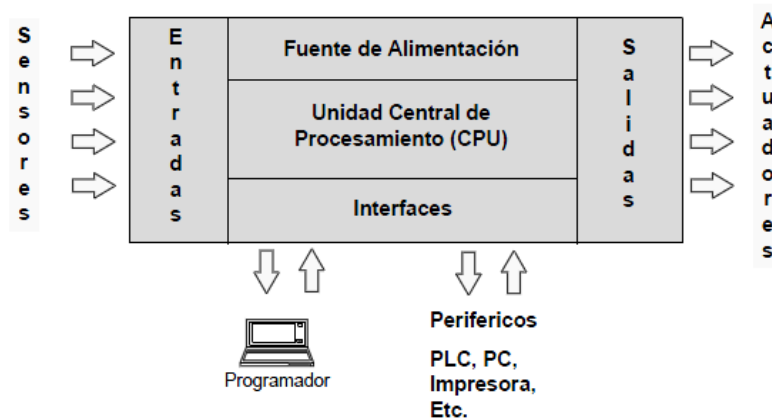 Sensores
Entradas
Fuente de Alimentación
Unidad Central de
Procesamiento (CPU)
Interfaces
Salidas
Actuadores
Programador
Perifericos
PLC, PC,
Impresora,
Etc.